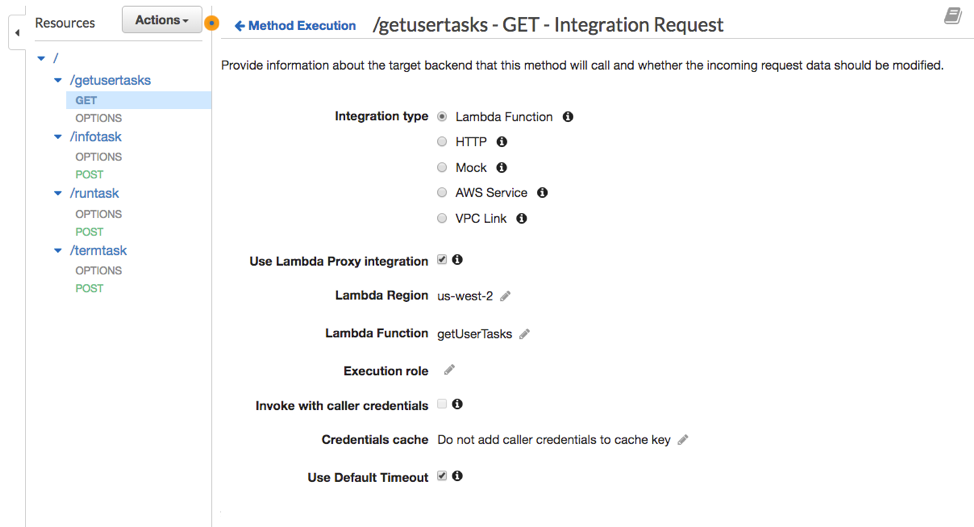 Resources
Actions
/
/getusertasks
GET
OPTIONS
/infotask
OPTIONS
POST
/runtask
OPTIONS
POST
/termtask
OPTIONS
POST
Method Execution /getusertasks - GET - Integration Request
Provide information about the target backend that this method will call and whether the incoming request data should be modified.
Integration type Lambda Function
HTTP
Mock
AWS Service
VPC Link
Use Lambda Proxy integration
Lambda Region us-west-2
Lambda Function getUserTasks
Execution role
Invoke with caller credentials
Credentials cache Do not add caller credentials to cache key
Use Default Timeout